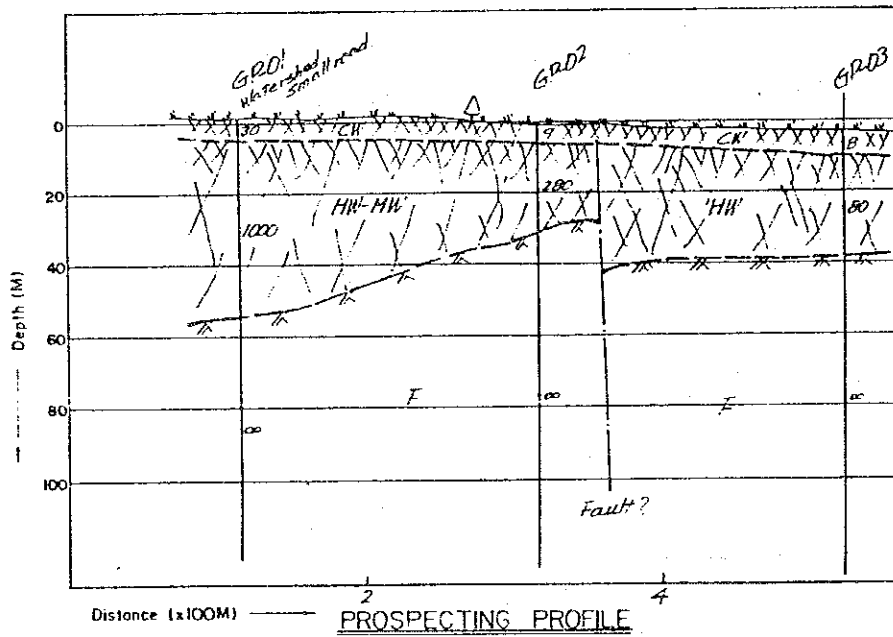 GRD1
Watershed
Small road
GRD2
GRD3
0
30
CK
9
CK'
8
20
HW-MW
280
'HW'
80
1000
40
60
F
∞
F
∞
80
∞
100
Fault?
2
4
Depth (M)
Distance (x100M)
PROSPECTING PROFILE